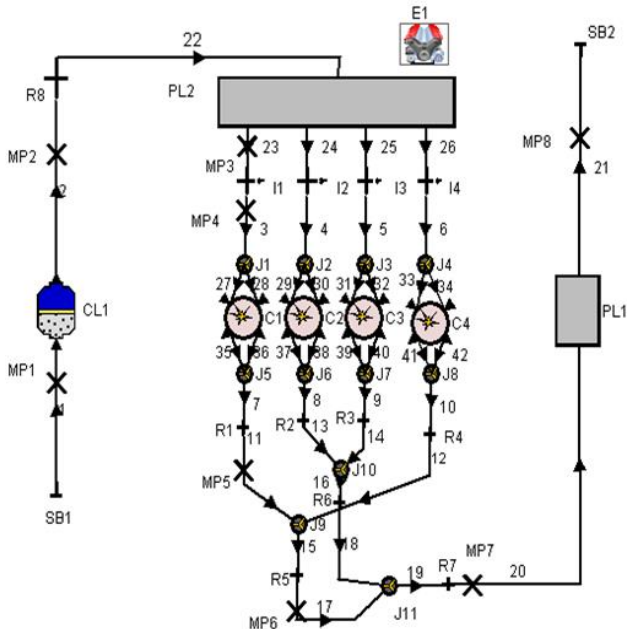 E1
22
SB2
R8
PL2
MP2
MP3
23
24
25
26
MP8
I1
I2
I3
I4
21
2
MP4
3
4
5
6
J1
J2
J3
J4
27
28
29
30
31
32
33
34
CL1
C1
C2
C3
C4
PL1
35
36
37
38
39
40
41
42
MP1
J5
J6
J7
J8
1
7
8
9
10
R1
R2
R3
R4
11
13
14
12
MP5
16
J10
R6
SB1
J9
15
18
MP7
R5
19
R7
20
MP6
17
J11